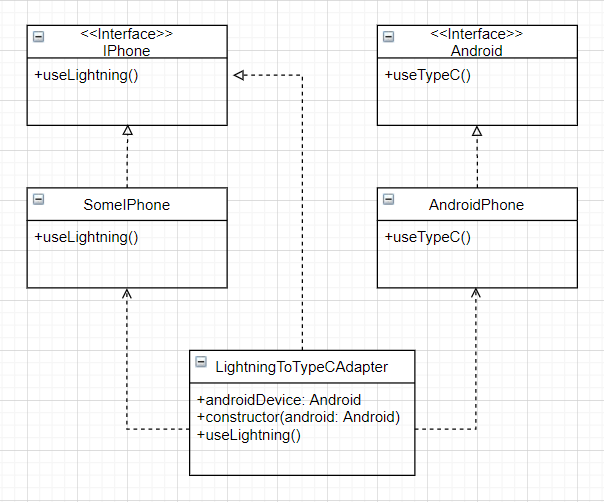 <<Interface>>
IPhone
+useLightning()
<<Interface>>
Android
+useTypeC()
SomeIPhone
+useLightning()
AndroidPhone
+useTypeC()
LightningToTypeCAdapter
+androidDevice: Android
+constructor(android: Android)
+useLightning()